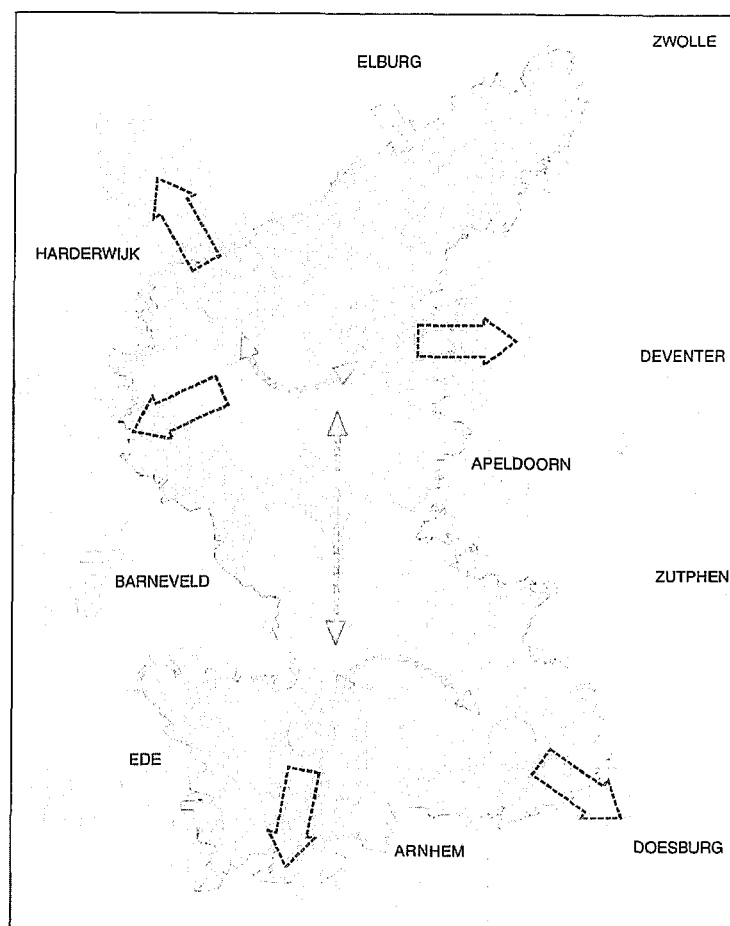 ZWOLLE
ELBURG
HARDERWIJK
DEVENTER
APELDOORN
BARNEVELD
ZUTPHEN
EDE
ARNHEM
DOESBURG